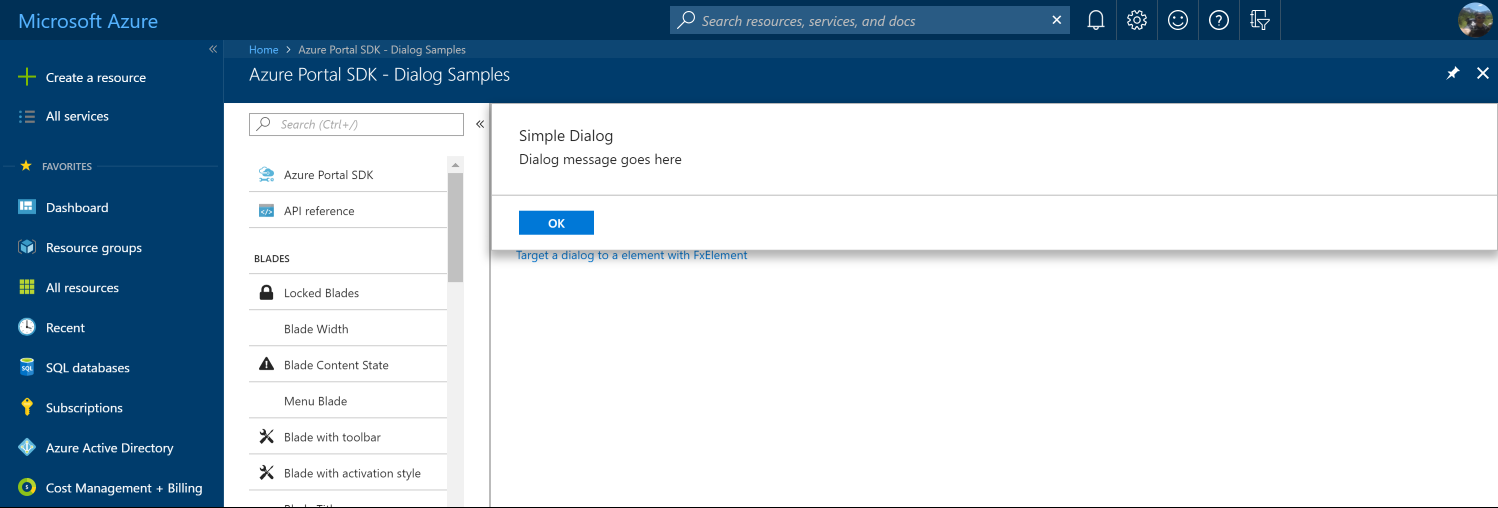 Microsoft Azure
Search resources, services, and docs
Home > Azure Portal SDK - Dialog Samples
Azure Portal SDK - Dialog Samples
Create a resource
All services
FAVORITES
Dashboard
Resource groups
All resources
Recent
SQL databases
Subscriptions
Azure Active Directory
Cost Management + Billing
Search (Ctrl+/)
Azure Portal SDK
API reference
BLADES
Locked Blades
Blade Width
Blade Content State
Menu Blade
Blade with toolbar
Blade with activation style
Simple Dialog
Dialog message goes here
OK
Target a dialog to a element with FxElement